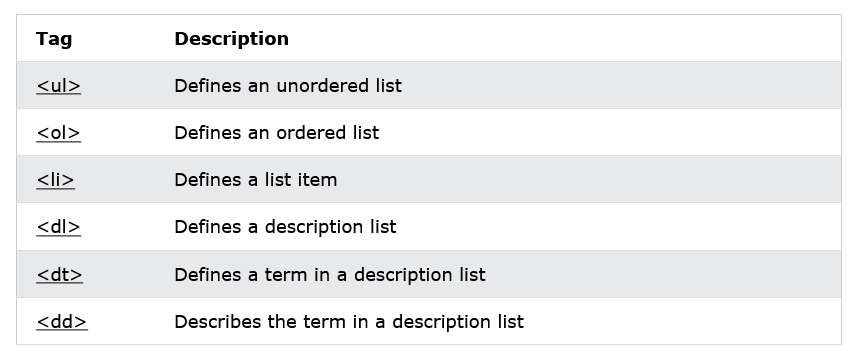 Tag Description
<ul> Defines an unordered list
<ol> Defines an ordered list
<li> Defines a list item
<dl> Defines a description list
<dt> Defines a term in a description list
<dd> Describes the term in a description list